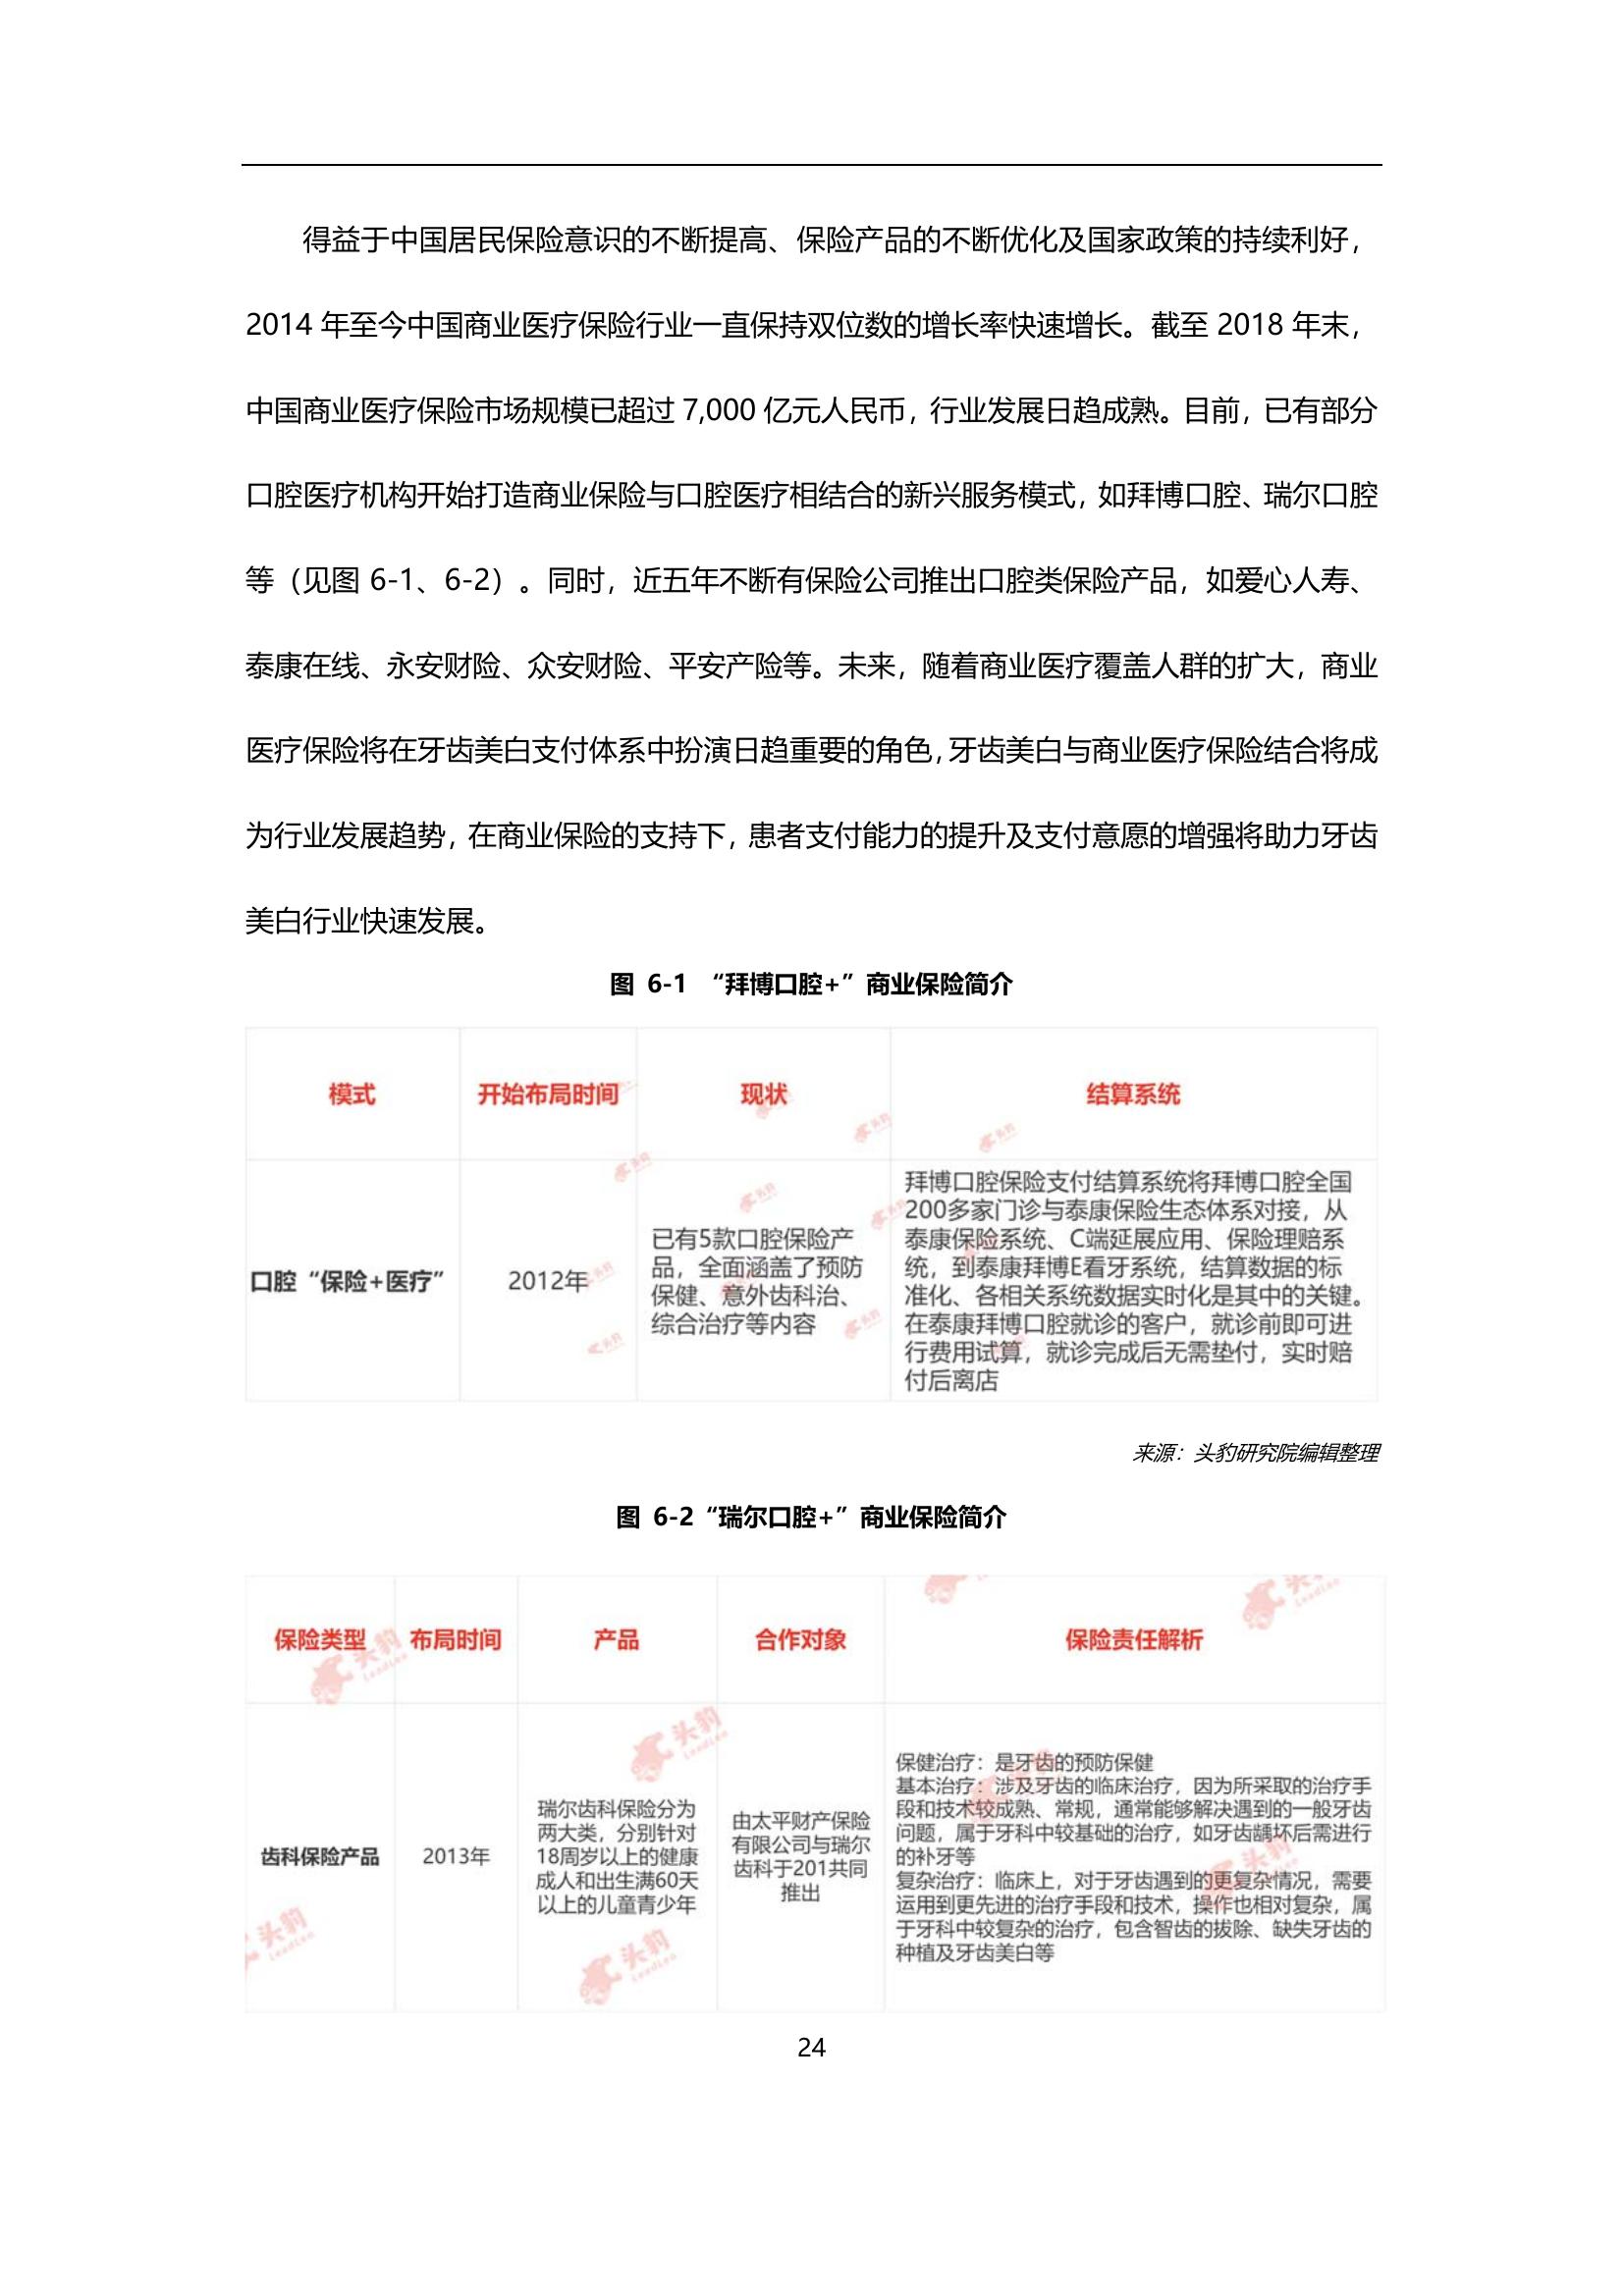 得益于中国居民保险意识的不断提高、保险产品的不断优化及国家政策的持续利好，
2014 年至今中国商业医疗保险行业一直保持双位数的增长率快速增长。截至 2018 年末，
中国商业医疗保险市场规模已超过 7,000 亿元人民币，行业发展日趋成熟。目前，已有部分
口腔医疗机构开始打造商业保险与口腔医疗相结合的新兴服务模式，如拜博口腔、瑞尔口腔
等（见图 6-1、6-2）。同时，近五年不断有保险公司推出口腔类保险产品，如爱心人寿、
泰康在线、永安财险、众安财险、平安产险等。未来，随着商业医疗覆盖人群的扩大，商业
医疗保险将在牙齿美白支付体系中扮演日趋重要的角色，牙齿美白与商业医疗保险结合将成
为行业发展趋势，在商业保险的支持下，患者支付能力的提升及支付意愿的增强将助力牙齿
美白行业快速发展。
图 6-1 “拜博口腔+”商业保险简介
模式 开始布局时间 现状 结算系统
口腔“保险+医疗”
2012年
已有5款口腔保险产
品，全面涵盖了预防
保健、意外齿科治、
综合治疗等内容
拜博口腔保险支付结算系统将拜博口腔全国
200多家门诊与泰康保险生态体系对接，从
泰康保险系统、C端延展应用、保险理赔系
统，到泰康拜博E看牙系统，结算数据的标
准化、各相关系统数据实时化是其中的关键。
在泰康拜博口腔就诊的客户，就诊前即可进
行费用试算，就诊完成后无需垫付，实时赔
付后离店
来源：头豹研究院编辑整理
图 6-2“瑞尔口腔+”商业保险简介
保险类型 布局时间 产品 合作对象 保险责任解析
齿科保险产品
2013年
瑞尔齿科保险分为
两大类，分别针对
18周岁以上的健康
成人和出生满60天
以上的儿童青少年
由太平财产保险
有限公司与瑞尔
齿科于201共同
推出
保健治疗：是牙齿的预防保健
基本治疗：涉及牙齿的临床治疗，因为所采取的治疗手
段和技术较成熟、常规，通常能够解决遇到的一般牙齿
问题，属于牙科中较基础的治疗，如牙齿龋坏后需进行
的补牙等
复杂治疗：临床上，对于牙齿遇到的更复杂情况，需要
运用到更先进的治疗手段和技术，操作也相对复杂，属
于牙科中较复杂的治疗，包含智齿的拔除、缺失牙齿的
种植及牙齿美白等
24